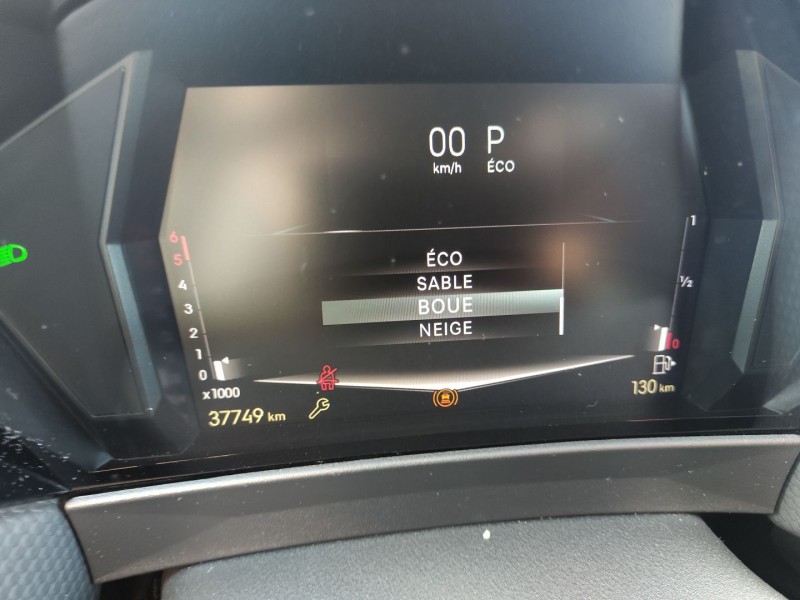 00 P
km/h ÉCO
ÉCO
SABLE
BOUE
NEIGE
6
5
4
3
2
1
0
x1000
1
1/2
0
130 km
37749 km